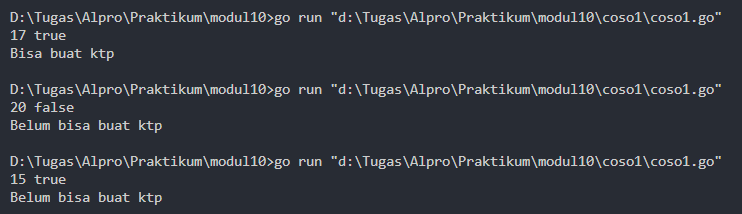 D:\Tugas\Alpro\Praktikum\modul10>go run "d:\Tugas\Alpro\Praktikum\modul10\coso1\coso1.go"
17 true
Bisa buat ktp
D:\Tugas\Alpro\Praktikum\modul10>go run "d:\Tugas\Alpro\Praktikum\modul10\coso1\coso1.go"
20 false
Belum bisa buat ktp
D:\Tugas\Alpro\Praktikum\modul10>go run "d:\Tugas\Alpro\Praktikum\modul10\coso1\coso1.go"
15 true
Belum bisa buat ktp